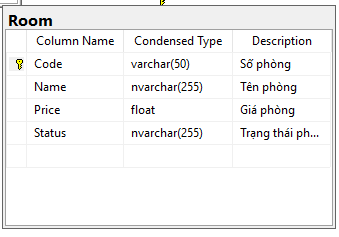 Room
Column Name Condensed Type Description
Code varchar(50) Số phòng
Name nvarchar(255) Tên phòng
Price float Giá phòng
Status nvarchar(255) Trạng thái ph...